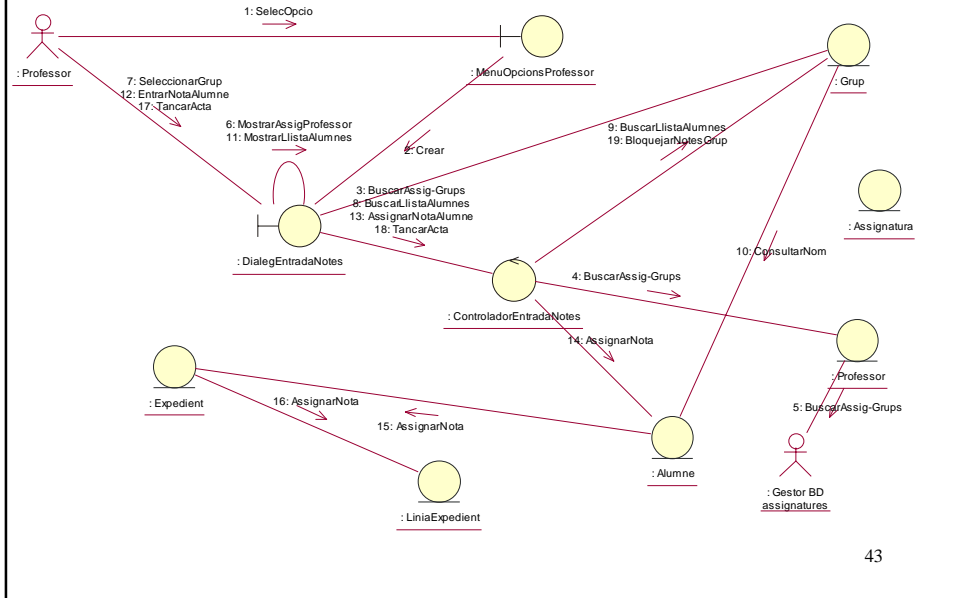 1: SelecOpcio
: Professor
: MenuOpcionsProfessor
: Grup
7: SeleccionarGrup
12: EntrarNotaAlumne
17: TancarActa
6: MostrarAssigProfessor
11: MostrarLlistaAlumnes
2: Crear
9: BuscarLlistaAlumnes
19: BloquejarNotesGrup
3: BuscarAssig-Grups
8: BuscarLlistaAlumnes
13: AssignarNotaAlumne
18: TancarActa
: Assignatura
: DialegEntradaNotes
10: ConsultarNom
4: BuscarAssig-Grups
: ControladorEntradaNotes
14: AssignarNota
: Professor
5: BuscarAssig-Grups
: Expedient
16: AssignarNota
15: AssignarNota
: Alumne
: Gestor BD
assignatures
: LiniaExpedient
43